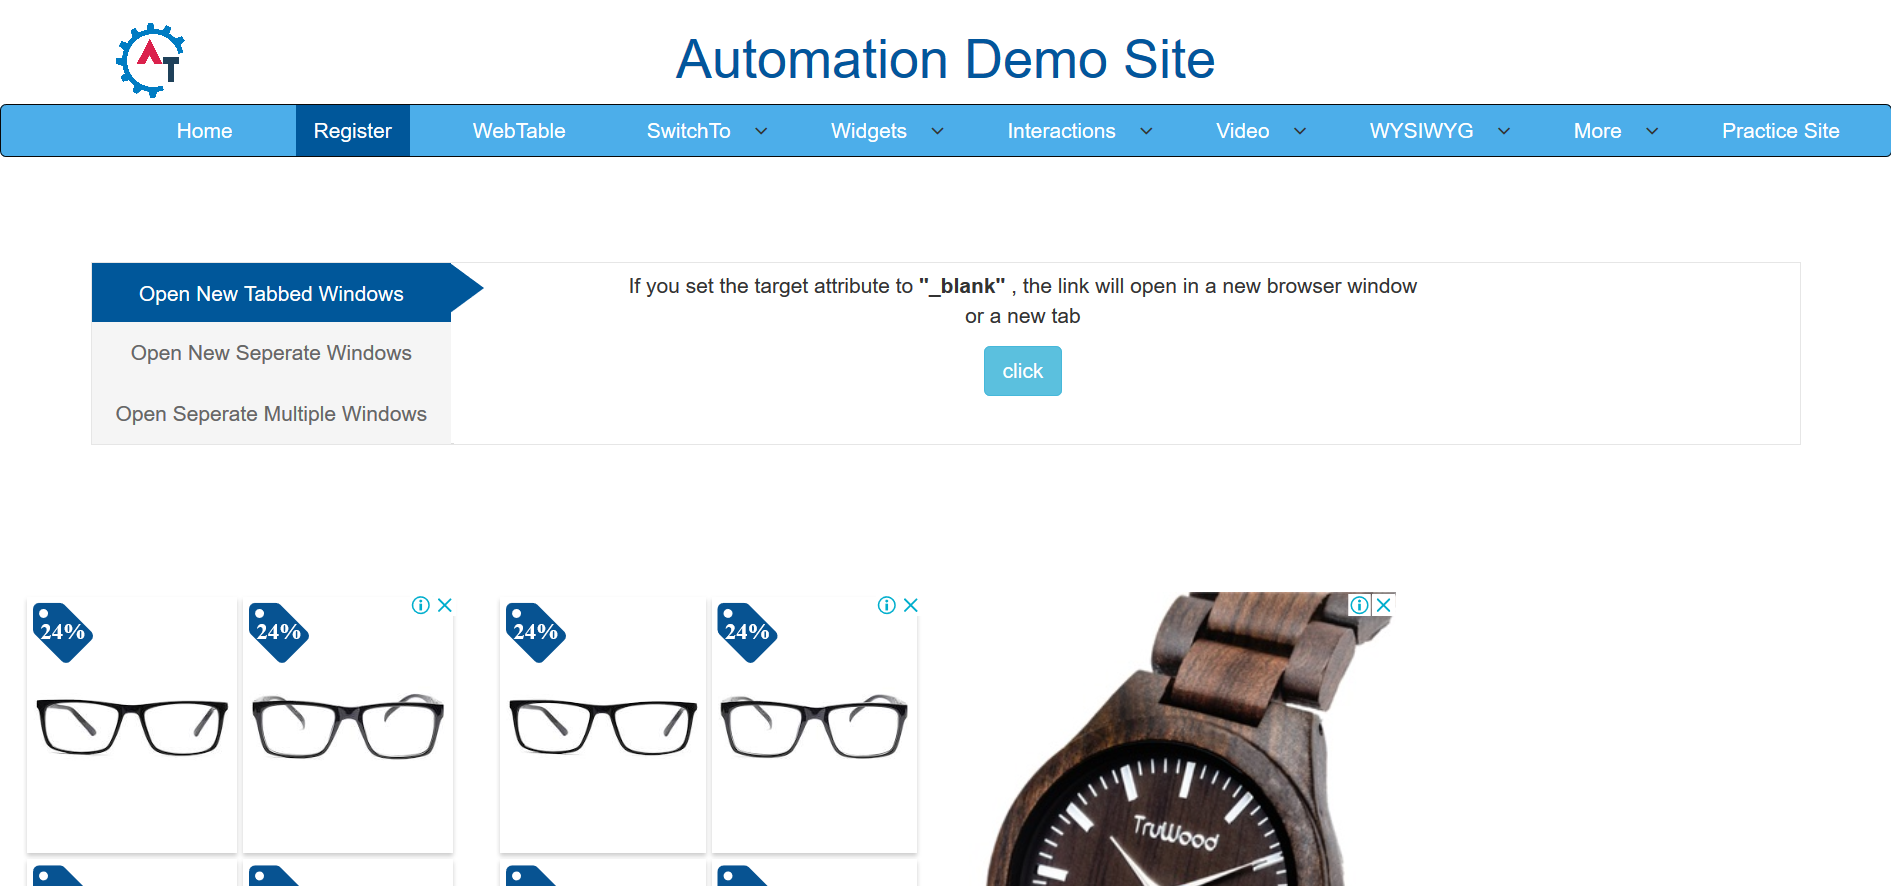 AT
Automation Demo Site
Home Register WebTable SwitchTo Widgets Interactions Video WYSIWYG More Practice Site
Open New Tabbed Windows
Open New Seperate Windows
Open Seperate Multiple Windows
If you set the target attribute to "_blank" , the link will open in a new browser window
or a new tab
click
24% 24% 24% 24%
TruWood